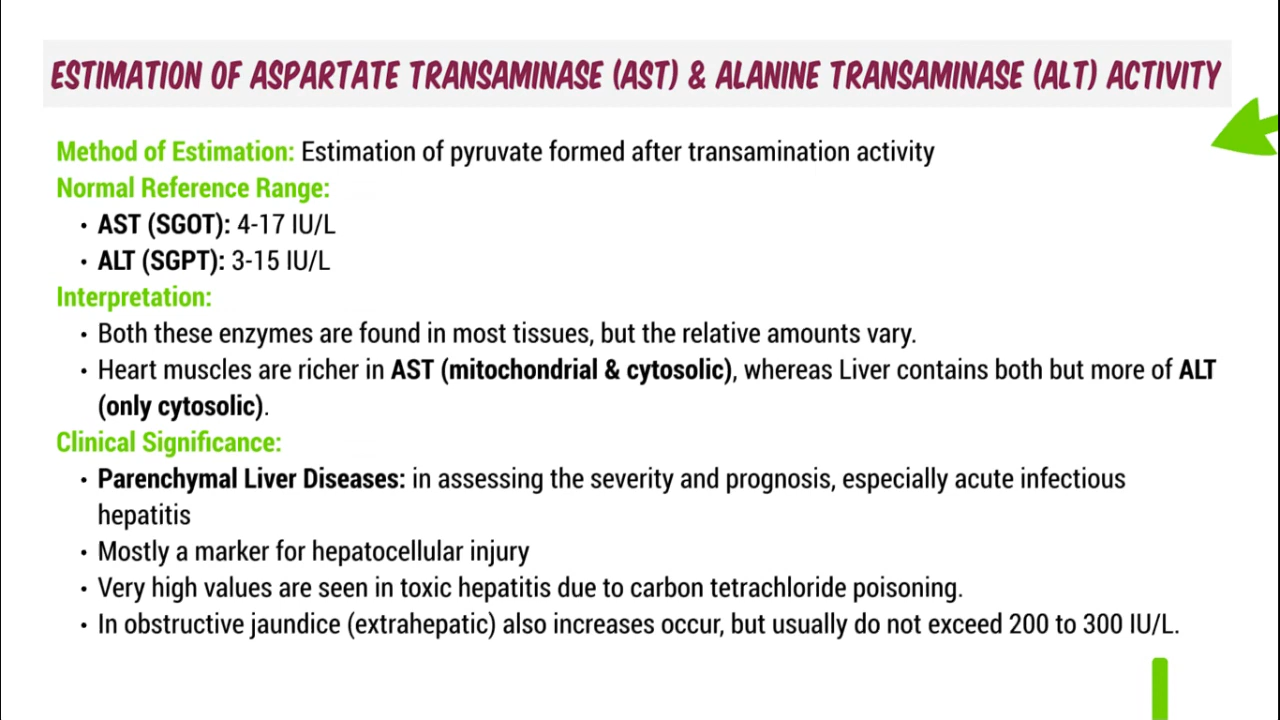 ESTIMATION OF ASPARTATE TRANSAMINASE (AST) & ALANINE TRANSAMINASE (ALT) ACTIVITY
Method of Estimation: Estimation of pyruvate formed after transamination activity
Normal Reference Range:
• AST (SGOT): 4-17 IU/L
• ALT (SGPT): 3-15 IU/L
Interpretation:
• Both these enzymes are found in most tissues, but the relative amounts vary.
• Heart muscles are richer in AST (mitochondrial & cytosolic), whereas Liver contains both but more of ALT
(only cytosolic).
Clinical Significance:
• Parenchymal Liver Diseases: in assessing the severity and prognosis, especially acute infectious
hepatitis
• Mostly a marker for hepatocellular injury
• Very high values are seen in toxic hepatitis due to carbon tetrachloride poisoning.
• In obstructive jaundice (extrahepatic) also increases occur, but usually do not exceed 200 to 300 IU/L.